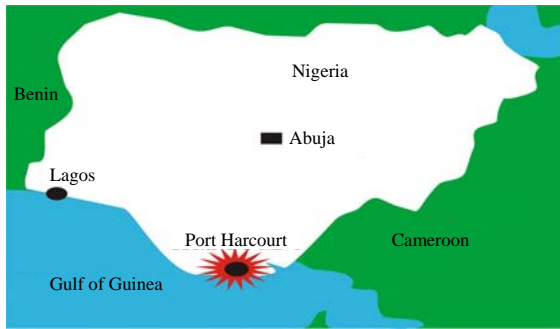 Nigeria
Benin
Abuja
Lagos
Port Harcourt
Cameroon
Gulf of Guinea